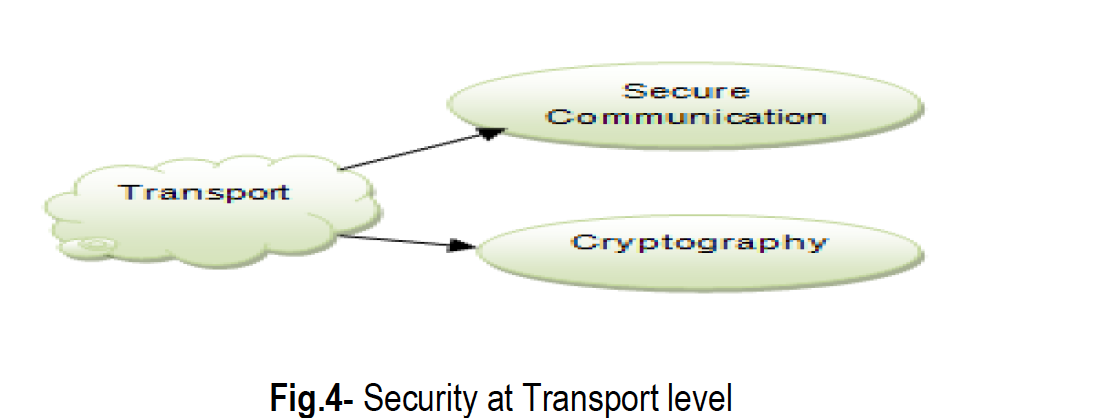 Secure
Communication
Transport
Cryptography
Fig.4- Security at Transport level